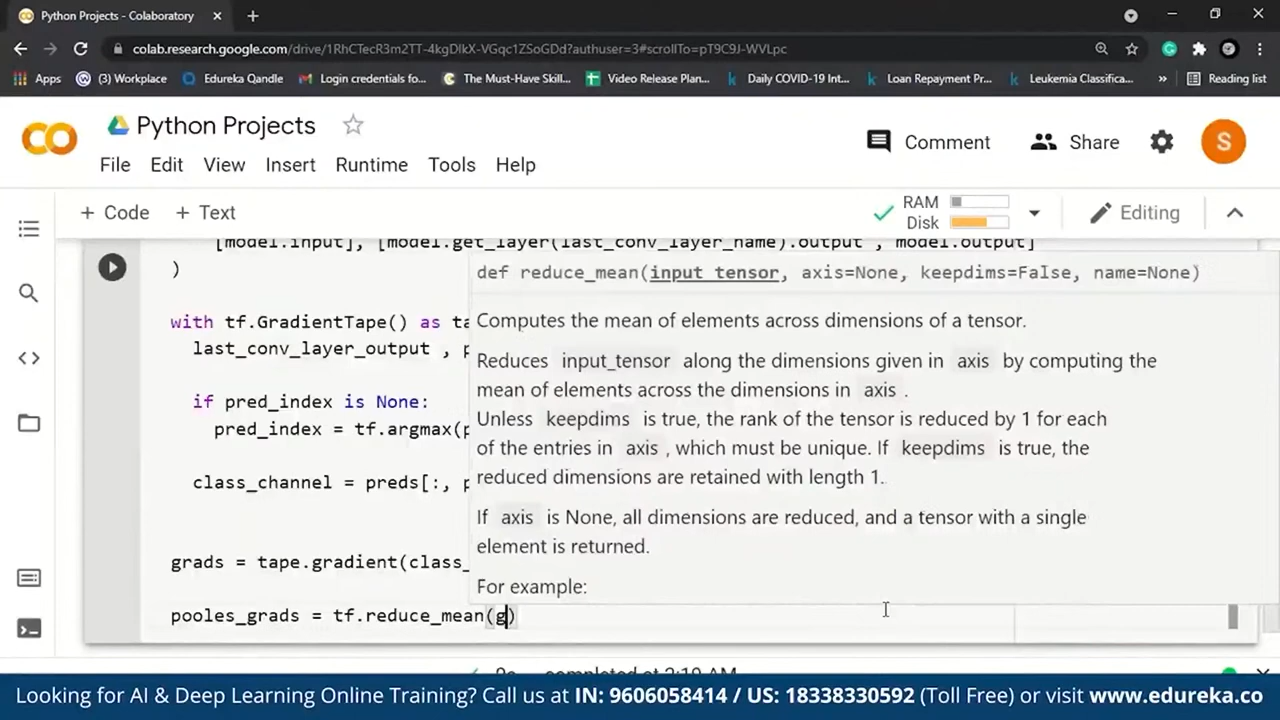 Python Projects - Colaboratory
colab.research.google.com/drive/1RhCTecR3m2TT-4kgDlkX-VGqc1ZSoGDd?authuser=3#scrollTo=pT9C9J-WVLpc
Apps (3) Workplace Edureka Qandle Login credentials fo... The Must-Have Skil... Video Release Plan... Daily COVID-19 Int... Loan Repayment Pr... Leukemia Classifica... » Reading list
CO Python Projects
Comment Share S
File Edit View Insert Runtime Tools Help
+ Code + Text RAM Disk Editing
[model.input], [model.get_layer(last_conv_layer_name).output , model.output]
)
def reduce_mean(input_tensor, axis=None, keepdims=False, name=None)
with tf.GradientTape() as ta
Computes the mean of elements across dimensions of a tensor.
last_conv_layer_output , p
Reduces input_tensor along the dimensions given in axis by computing the
mean of elements across the dimensions in axis .
if pred_index is None:
Unless keepdims is true, the rank of the tensor is reduced by 1 for each
pred_index = tf.argmax(p
of the entries in axis , which must be unique. If keepdims is true, the
reduced dimensions are retained with length 1.
class_channel = preds[:, p
If axis is None, all dimensions are reduced, and a tensor with a single
element is returned.
grads = tape.gradient(class_
For example:
pooles_grads = tf.reduce_mean(g)
completed at 2:19 AM
Looking for AI & Deep Learning Online Training? Call us at IN: 9606058414 / US: 18338330592 (Toll Free) or visit www.edureka.co